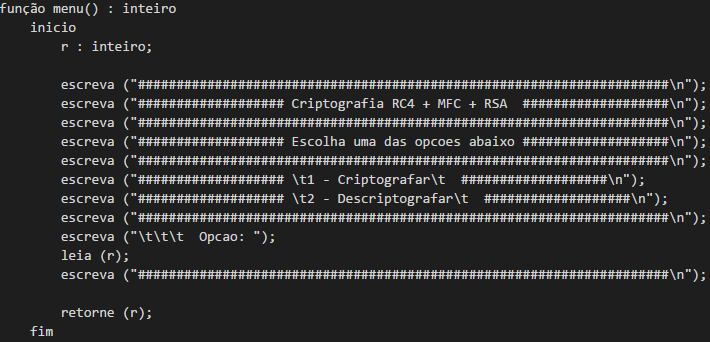 função menu() : inteiro
    inicio
        r : inteiro;

        escreva ("#####################################################################\n");
        escreva ("################### Criptografia RC4 + MFC + RSA  ###################\n");
        escreva ("#####################################################################\n");
        escreva ("################### Escolha uma das opcoes abaixo ###################\n");
        escreva ("#####################################################################\n");
        escreva ("################### \t1 - Criptografar\t  ###################\n");
        escreva ("################### \t2 - Descriptografar\t  ###################\n");
        escreva ("#####################################################################\n");
        escreva ("\t\t\t  Opcao: ");
        leia (r);
        escreva ("#####################################################################\n");

        retorne (r);
    fim